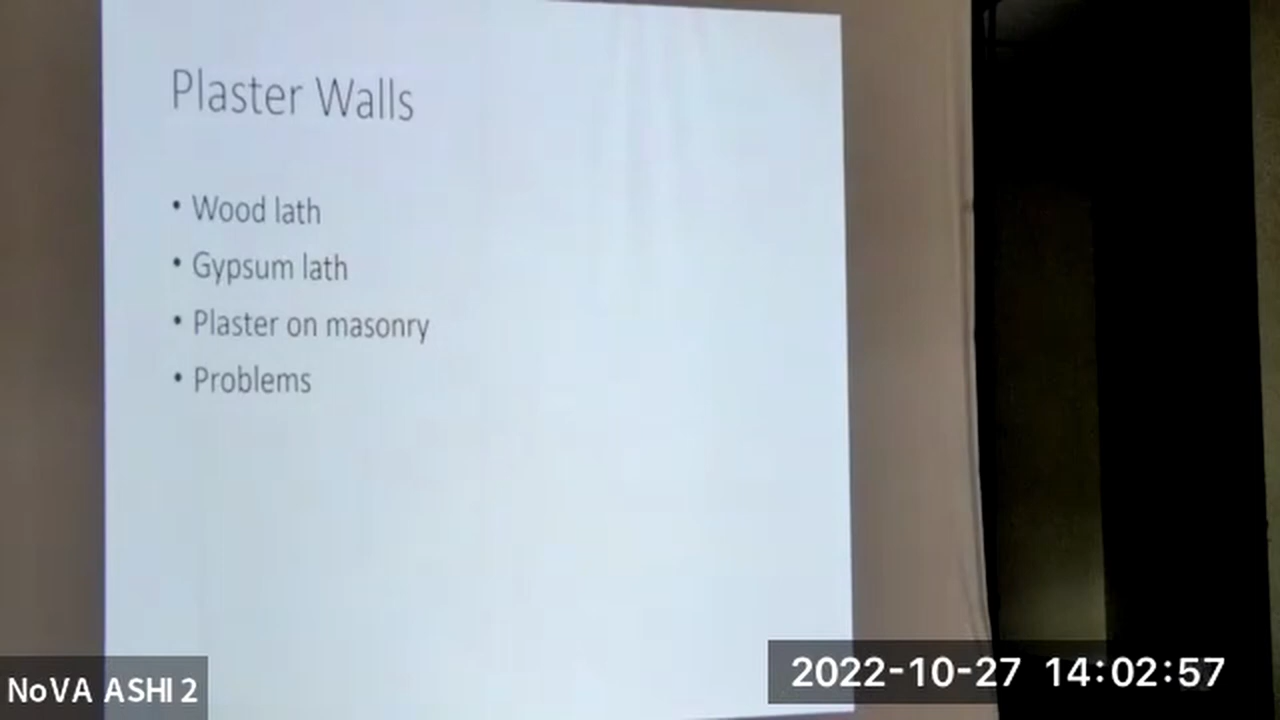 Plaster Walls
• Wood lath
• Gypsum lath
• Plaster on masonry
• Problems
NoVA ASHI 2
2022-10-27 14:02:57